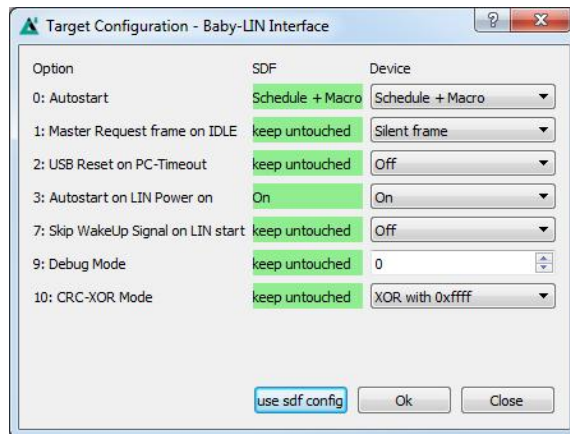 Target Configuration - Baby-LIN Interface
Option SDF Device
0: Autostart Schedule + Macro Schedule + Macro
1: Master Request frame on IDLE keep untouched Silent frame
2: USB Reset on PC-Timeout keep untouched Off
3: Autostart on LIN Power on On On
7: Skip WakeUp Signal on LIN start keep untouched Off
9: Debug Mode keep untouched 0
10: CRC-XOR Mode keep untouched XOR with 0xffff
use sdf config Ok Close